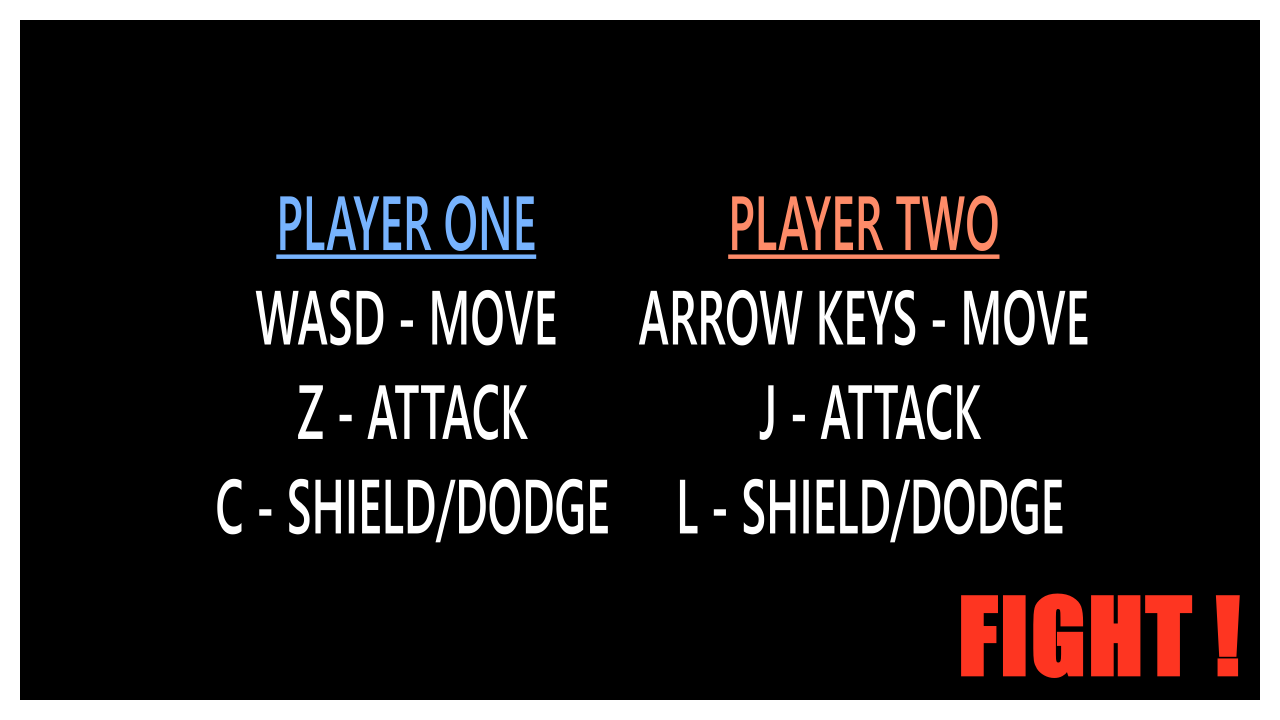 PLAYER ONE
WASD - MOVE
Z - ATTACK
C - SHIELD/DODGE
PLAYER TWO
ARROW KEYS - MOVE
J - ATTACK
L - SHIELD/DODGE
FIGHT !